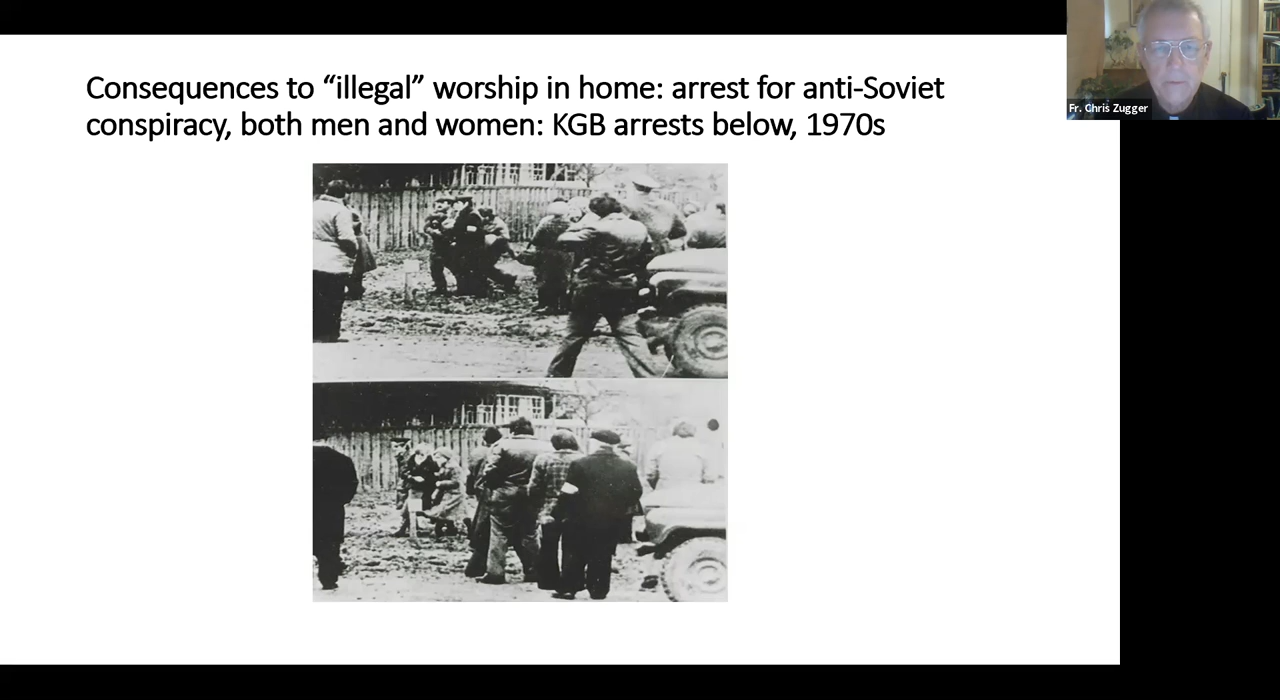 Consequences to “illegal” worship in home: arrest for anti-Soviet
conspiracy, both men and women: KGB arrests below, 1970s
Fr. Chris Zugger